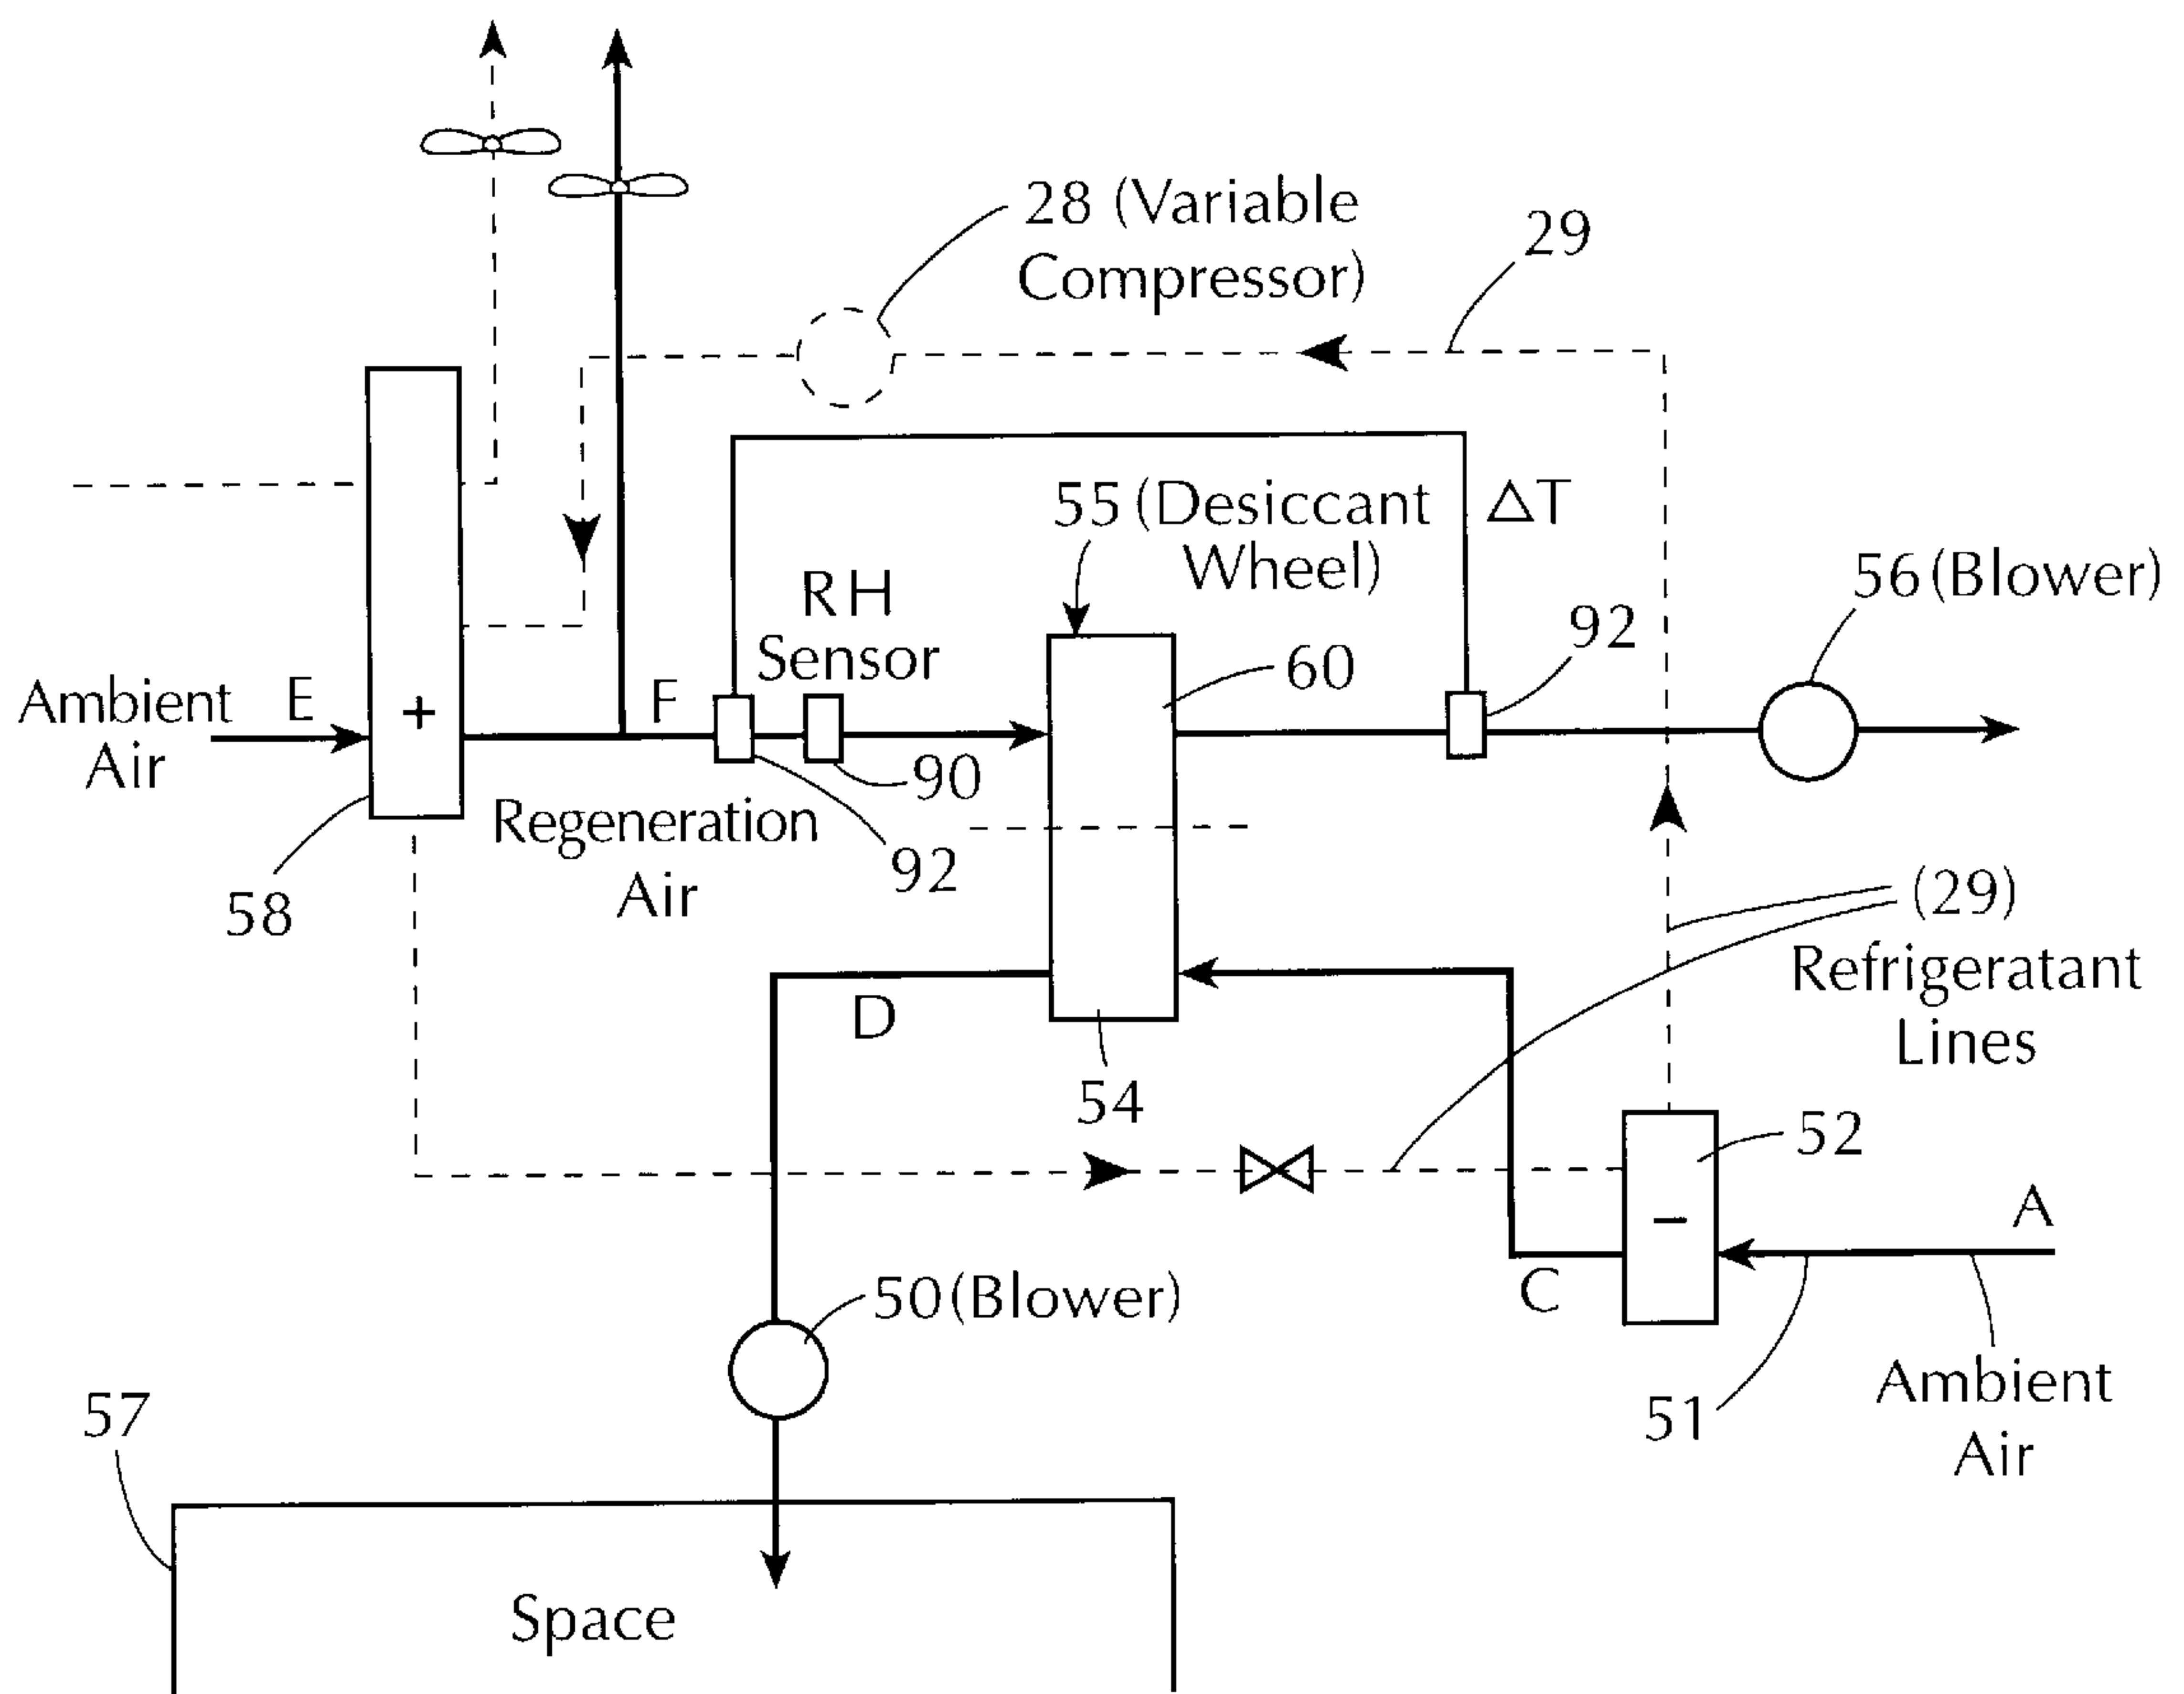 28 (Variable
Compressor)
29
55 (Desiccant
Wheel)
ΔT
56 (Blower)
RH
Sensor
92
60
Ambient
Air
E
+
F
90
Regeneration
Air
92
58
(29)
Refrigeratant
Lines
D
54
52
−
A
C
50 (Blower)
51
Ambient
Air
57
Space